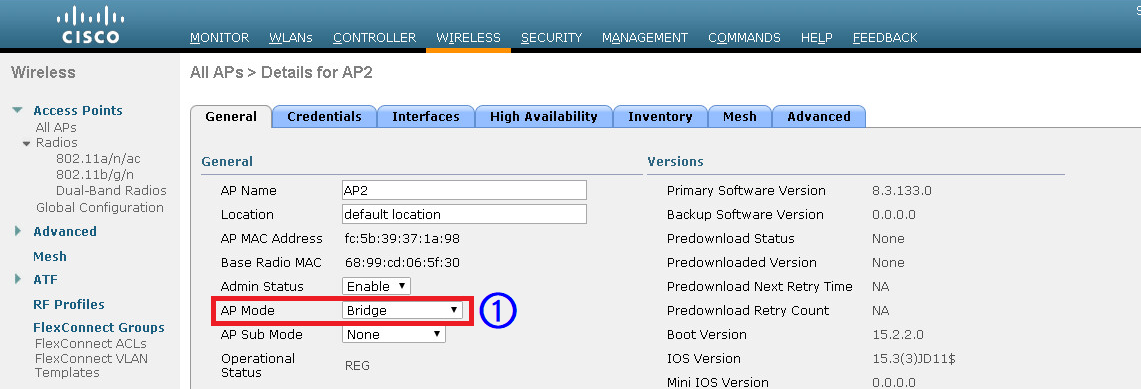 S
CISCO
MONITOR WLANs CONTROLLER WIRELESS SECURITY MANAGEMENT COMMANDS HELP FEEDBACK
Wireless
Access Points
All APs
Radios
802.11a/n/ac
802.11b/g/n
Dual-Band Radios
Global Configuration
Advanced
Mesh
ATF
RF Profiles
FlexConnect Groups
FlexConnect ACLs
FlexConnect VLAN
Templates
All APs > Details for AP2
General Credentials Interfaces High Availability Inventory Mesh Advanced
General
AP Name AP2
Location default location
AP MAC Address fc:5b:39:37:1a:98
Base Radio MAC 68:99:cd:06:5f:30
Admin Status Enable
AP Mode Bridge 1
AP Sub Mode None
Operational
Status REG
Versions
Primary Software Version 8.3.133.0
Backup Software Version 0.0.0.0
Predownload Status None
Predownloaded Version None
Predownload Next Retry Time NA
Predownload Retry Count NA
Boot Version 15.2.2.0
IOS Version 15.3(3)JD11$
Mini IOS Version 0.0.0.0